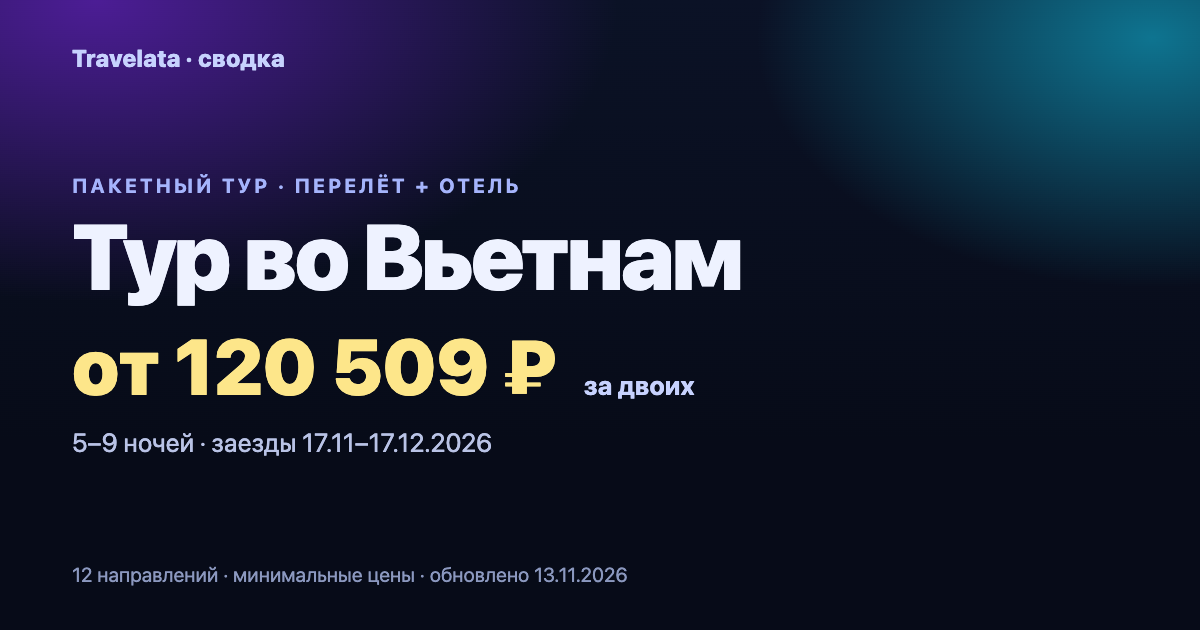 Travelata · сводка
ПАКЕТНЫЙ ТУР · ПЕРЕЛЁТ + ОТЕЛЬ
Тур во Вьетнам
от 120 509 ₽ за двоих
5–9 ночей · заезды 17.11–17.12.2026
12 направлений · минимальные цены · обновлено 13.11.2026